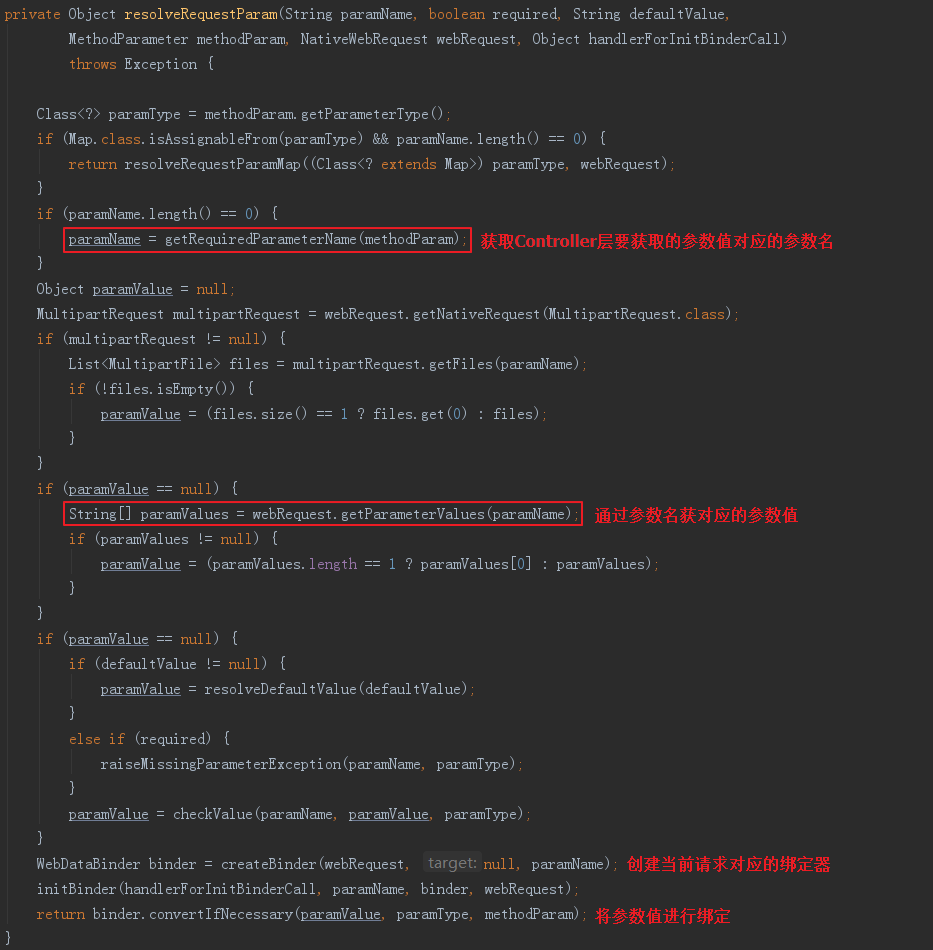 private Object resolveRequestParam(String paramName, boolean required, String defaultValue,
MethodParameter methodParam, NativeWebRequest webRequest, Object handlerForInitBinderCall)
throws Exception {
Class<?> paramType = methodParam.getParameterType();
if (Map.class.isAssignableFrom(paramType) && paramName.length() == 0) {
return resolveRequestParamMap((Class<? extends Map>) paramType, webRequest);
}
if (paramName.length() == 0) {
paramName = getRequiredParameterName(methodParam); 获取Controller层要获取的参数值对应的参数名
}
Object paramValue = null;
MultipartRequest multipartRequest = webRequest.getNativeRequest(MultipartRequest.class);
if (multipartRequest != null) {
List<MultipartFile> files = multipartRequest.getFiles(paramName);
if (!files.isEmpty()) {
paramValue = (files.size() == 1 ? files.get(0) : files);
}
}
if (paramValue == null) {
String[] paramValues = webRequest.getParameterValues(paramName); 通过参数名获对应的参数值
if (paramValues != null) {
paramValue = (paramValues.length == 1 ? paramValues[0] : paramValues);
}
}
if (paramValue == null) {
if (defaultValue != null) {
paramValue = resolveDefaultValue(defaultValue);
}
else if (required) {
raiseMissingParameterException(paramName, paramType);
}
paramValue = checkValue(paramName, paramValue, paramType);
}
WebDataBinder binder = createBinder(webRequest, target: null, paramName); 创建当前请求对应的绑定器
initBinder(handlerForInitBinderCall, paramName, binder, webRequest);
return binder.convertIfNecessary(paramValue, paramType, methodParam); 将参数值进行绑定
}